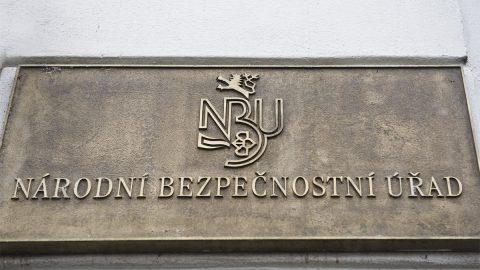 NBU
NÁRODNÍ BEZPEČNOSTNÍ ÚŘAD